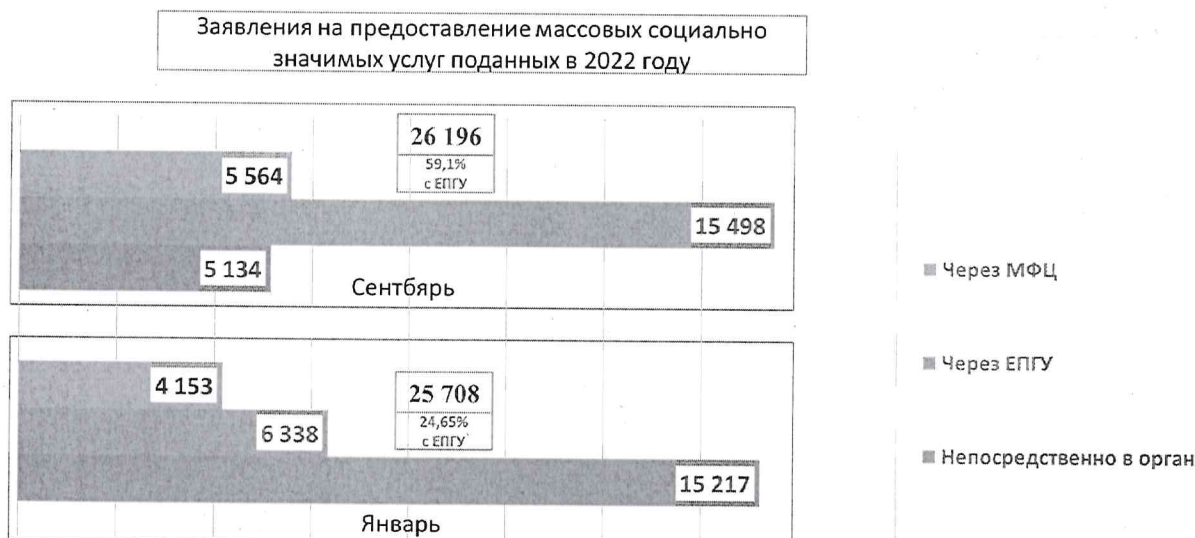 Заявления на предоставление массовых социально
значимых услуг поданных в 2022 году
26 196
59,1%
с ЕПГУ
5 564
15 498
5 134
Сентбярь
4 153
25 708
24,65%
с ЕПГУ
6 338
15 217
Январь
Через МФЦ
Через ЕПГУ
Непосредственно в орган